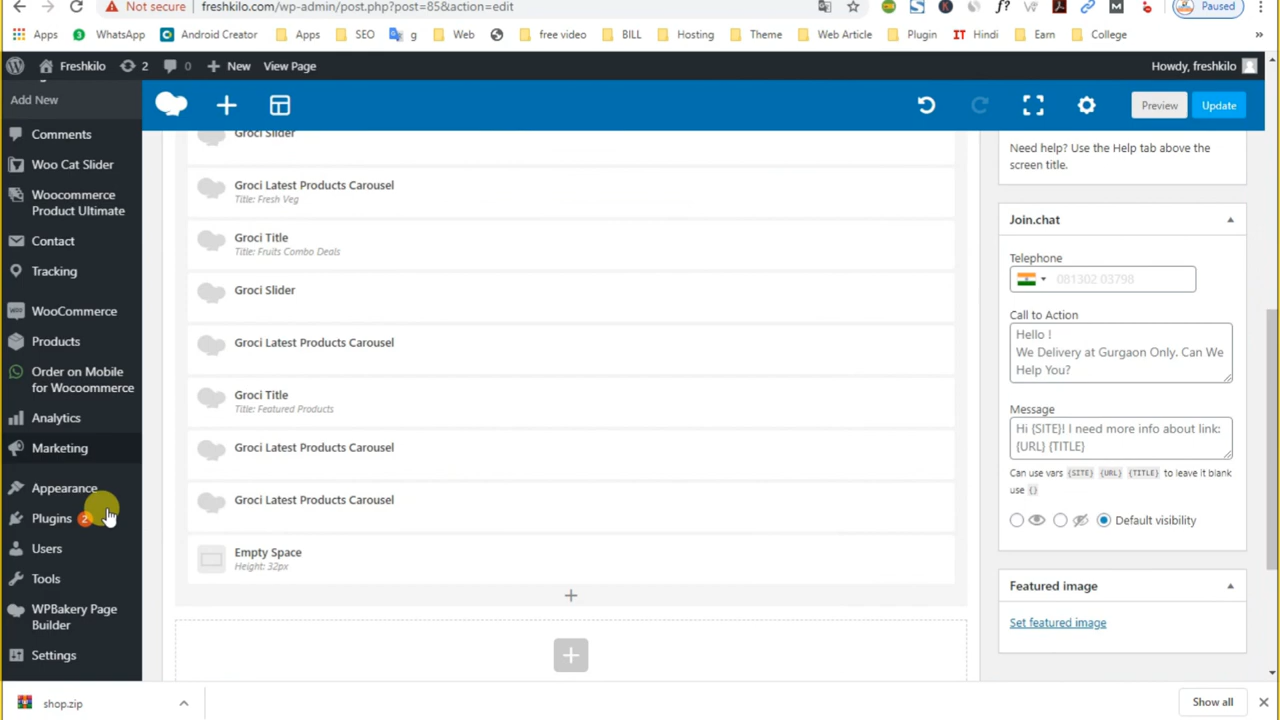 Not secure
freshkilo.com/wp-admin/post.php?post=85&action=edit
Paused
Apps
WhatsApp
Android Creator
Apps
SEO
g
Web
free video
BILL
Hosting
Theme
Web Article
Plugin
IT Hindi
Earn
College
»
Freshkilo
2
0
New
View Page
Howdy, freshkilo
Add New
Comments
Woo Cat Slider
Woocommerce
Product Ultimate
Contact
Tracking
WooCommerce
Products
Order on Mobile
for Wocoommerce
Analytics
Marketing
Appearance
Plugins 2
Users
Tools
WPBakery Page
Builder
Settings
Preview
Update
Groci Slider
Groci Latest Products Carousel
Title: Fresh Veg
Groci Title
Title: Fruits Combo Deals
Groci Slider
Groci Latest Products Carousel
Groci Title
Title: Featured Products
Groci Latest Products Carousel
Groci Latest Products Carousel
Empty Space
Height: 32px
Need help? Use the Help tab above the
screen title.
Join.chat
Telephone
081302 03798
Call to Action
Hello !
We Delivery at Gurgaon Only. Can We
Help You?
Message
Hi {SITE}! I need more info about link:
{URL} {TITLE}
Can use vars {SITE} {URL} {TITLE} to leave it blank
use {}
Default visibility
Featured image
Set featured image
shop.zip
Show all